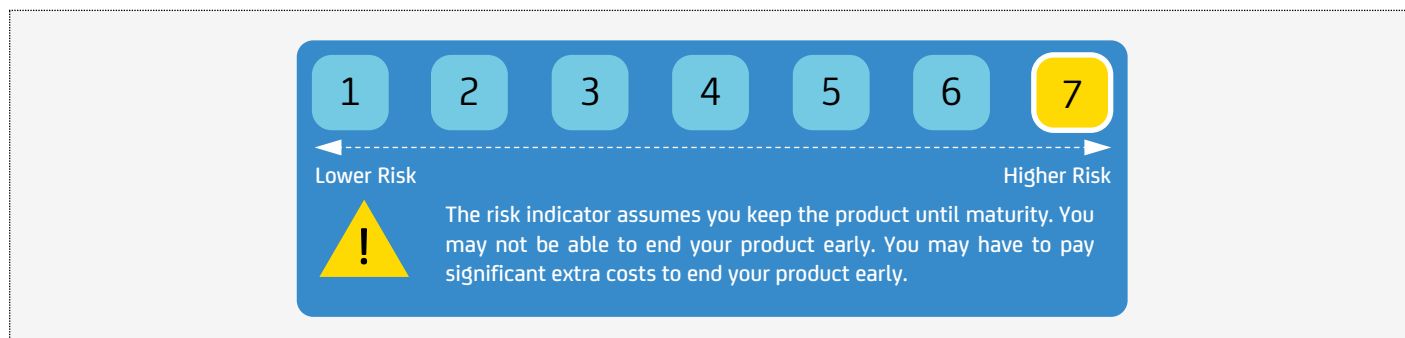 1 2 3 4 5 6 7
Lower Risk Higher Risk
!
The risk indicator assumes you keep the product until maturity. You
may not be able to end your product early. You may have to pay
significant extra costs to end your product early.